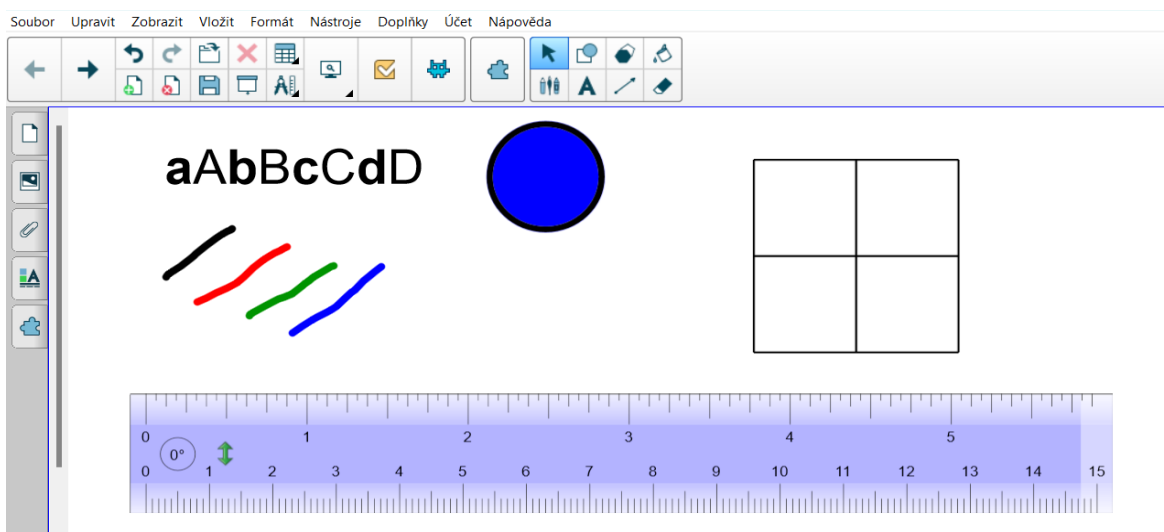 Soubor Upravit Zobrazit Vložit Formát Nástroje Doplňky Účet Nápověda
A
A
aAbBcCdD
0 1 2 3 4 5
0°
0 1 2 3 4 5 6 7 8 9 10 11 12 13 14 15